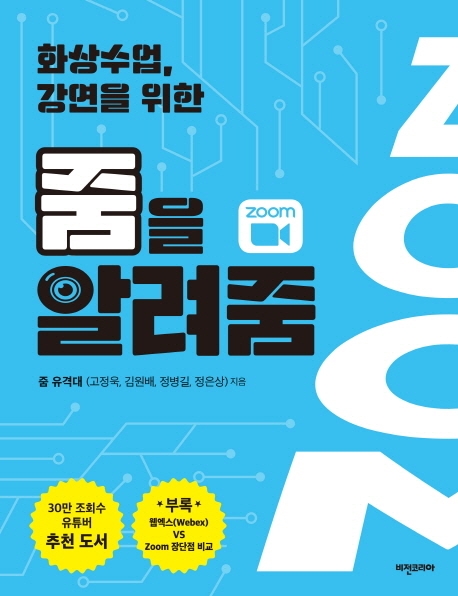 화상수업,
강연을 위한
줌을
zoom
알려줌
줌 유격대 (고정욱, 김원배, 정병길, 정은상) 지음
ZOOM
30만 조회수
유튜버
추천 도서
* 부록 *
웹엑스(Webex)
VS
Zoom 장단점 비교
비전코리아